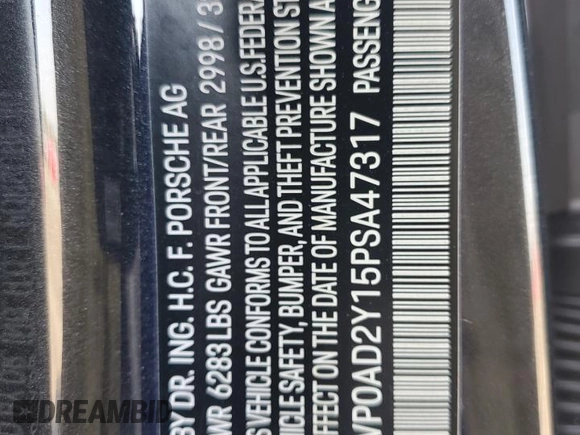 BY DR. ING. H.C. F. PORSCHE AG
WR 6283 LBS GAWR FRONT/REAR 2998 / 3
S VEHICLE CONFORMS TO ALL APPLICABLE U.S. FEDERA
ICLE SAFETY, BUMPER, AND THEFT PREVENTION ST
FFECT ON THE DATE OF MANUFACTURE SHOWN A
VP0AD2Y15PSA47317 PASSENG
DREAMBID